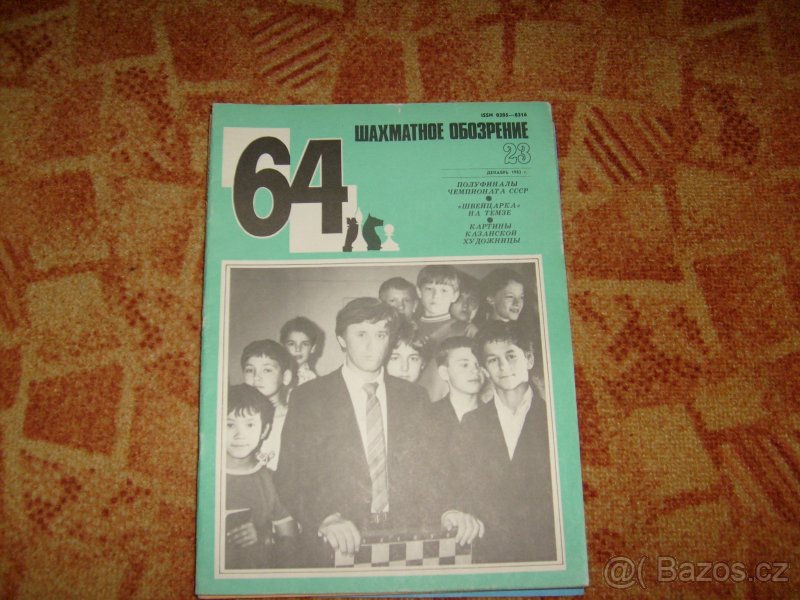 ISSN 0205—0316
64
ШАХМАТНОЕ ОБОЗРЕНИЕ
23
ПОЛУФИНАЛЫ
ЧЕМПИОНАТА СССР
«ШВЕЙЦАРКА»
НА ТЕМЗЕ
КАРТИНЫ
КАЗАНСКОЙ
ХУДОЖНИЦЫ
© Bazos.cz